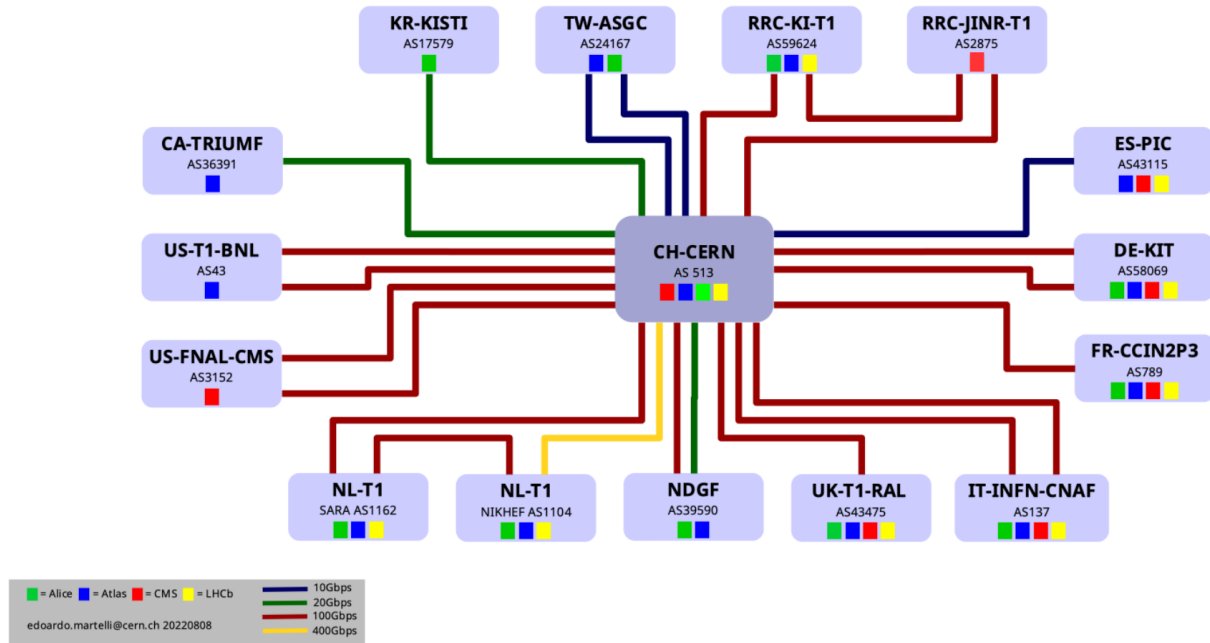 KR-KISTI
AS17579
TW-ASGC
AS24167
RRC-KI-T1
AS59624
RRC-JINR-T1
AS2875
CA-TRIUMF
AS36391
ES-PIC
AS43115
US-T1-BNL
AS43
CH-CERN
AS 513
DE-KIT
AS58069
US-FNAL-CMS
AS3152
FR-CCIN2P3
AS789
NL-T1
SARA AS1162
NL-T1
NIKHEF AS1104
NDGF
AS39590
UK-T1-RAL
AS43475
IT-INFN-CNAF
AS137
= Alice = Atlas = CMS = LHCb
edoardo.martelli@cern.ch 20220808
10Gbps
20Gbps
100Gbps
400Gbps